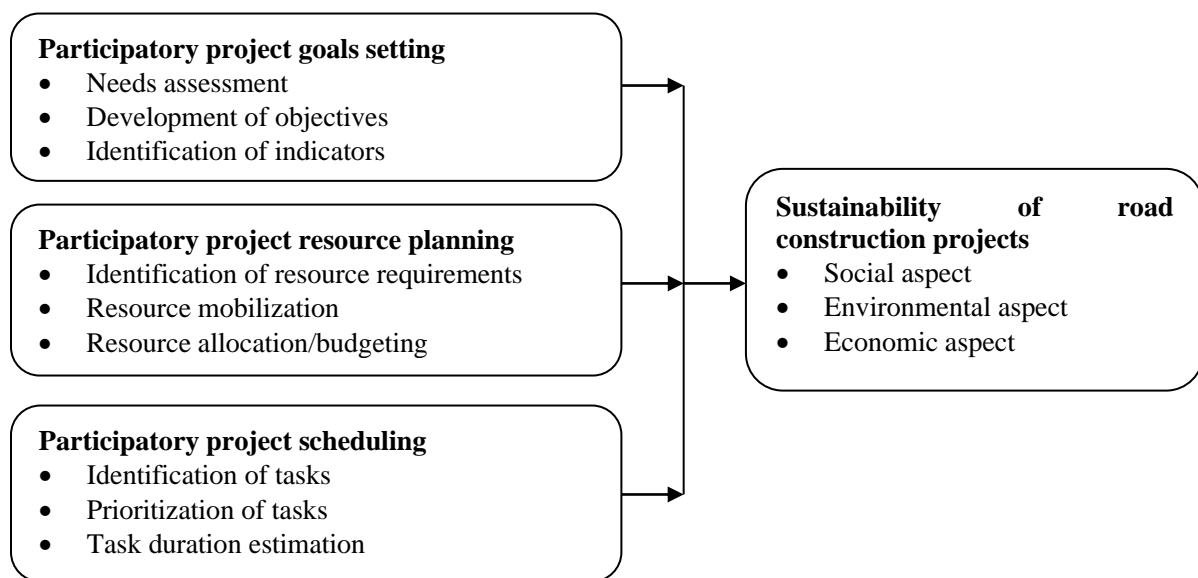 Participatory project goals setting
• Needs assessment
• Development of objectives
• Identification of indicators
Participatory project resource planning
• Identification of resource requirements
• Resource mobilization
• Resource allocation/budgeting
Participatory project scheduling
• Identification of tasks
• Prioritization of tasks
• Task duration estimation
Sustainability of road
construction projects
• Social aspect
• Environmental aspect
• Economic aspect